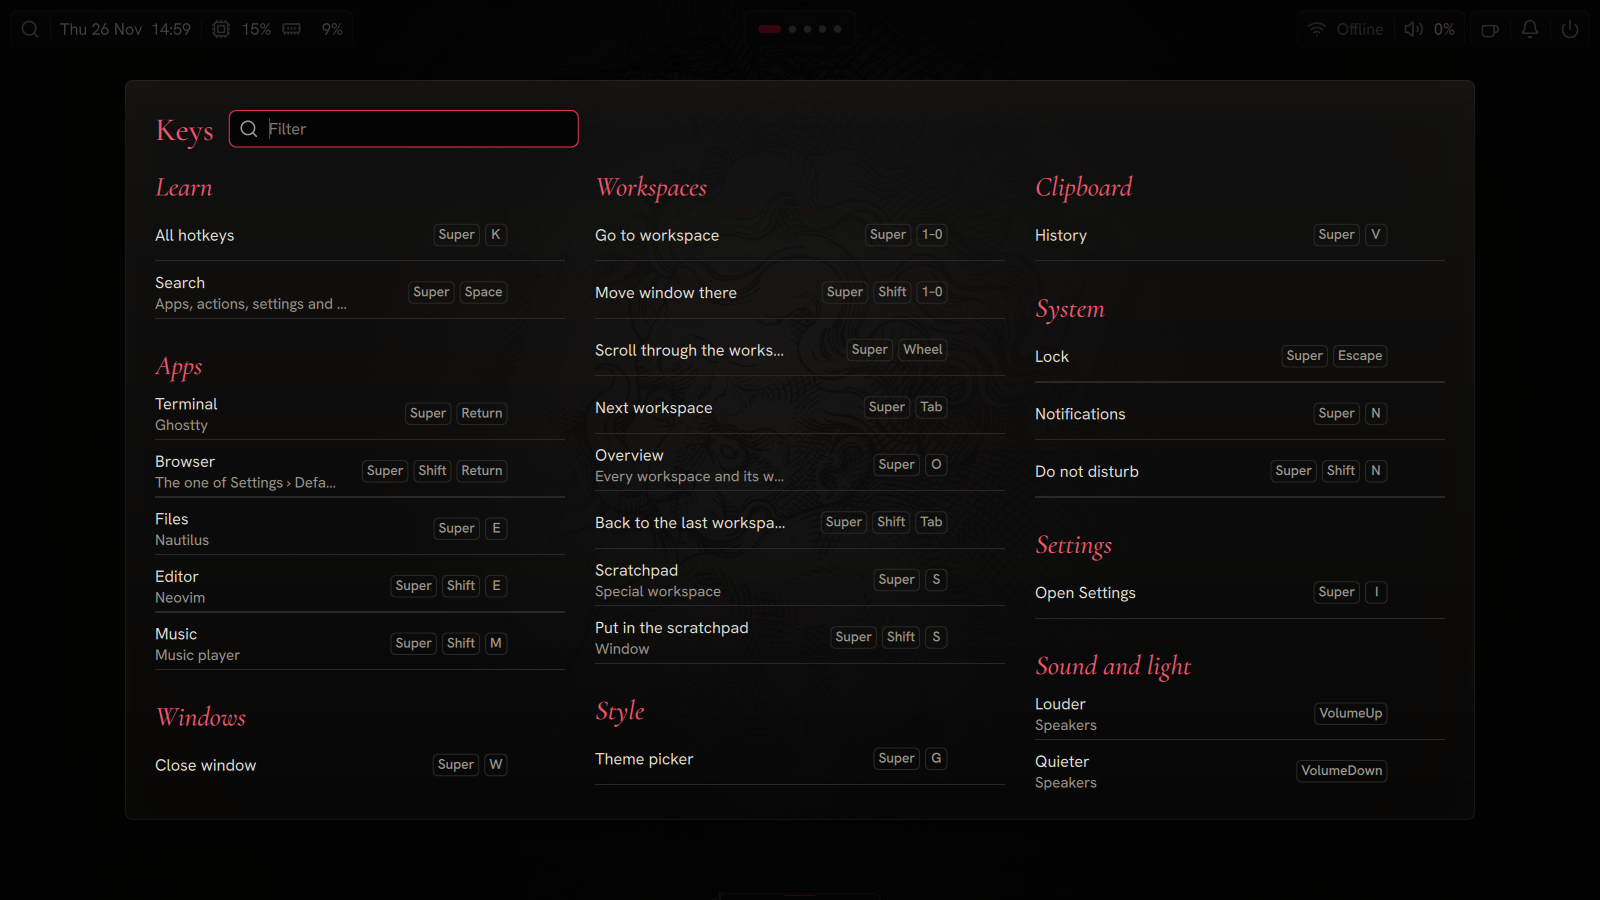 Thu 26 Nov 14:59 15% 9%
Offline 0%
Keys Filter
Learn
All hotkeys Super K
Search
Apps, actions, settings and ... Super Space
Apps
Terminal
Ghostty Super Return
Browser
The one of Settings › Defa... Super Shift Return
Files
Nautilus Super E
Editor
Neovim Super Shift E
Music
Music player Super Shift M
Windows
Close window Super W
Workspaces
Go to workspace Super 1-0
Move window there Super Shift 1-0
Scroll through the works... Super Wheel
Next workspace Super Tab
Overview
Every workspace and its w... Super O
Back to the last workspa... Super Shift Tab
Scratchpad
Special workspace Super S
Put in the scratchpad
Window Super Shift S
Style
Theme picker Super G
Clipboard
History Super V
System
Lock Super Escape
Notifications Super N
Do not disturb Super Shift N
Settings
Open Settings Super I
Sound and light
Louder
Speakers VolumeUp
Quieter
Speakers VolumeDown